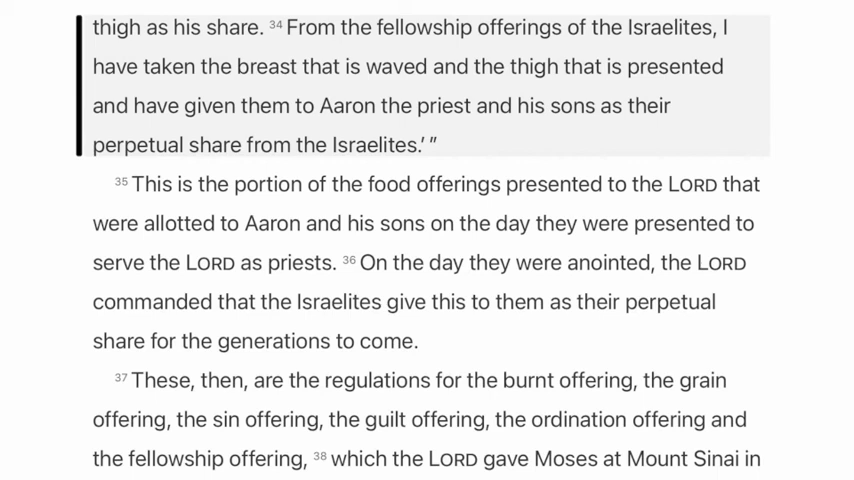 thigh as his share. 34 From the fellowship offerings of the Israelites, I
have taken the breast that is waved and the thigh that is presented
and have given them to Aaron the priest and his sons as their
perpetual share from the Israelites.’ ”
35 This is the portion of the food offerings presented to the LORD that
were allotted to Aaron and his sons on the day they were presented to
serve the LORD as priests. 36 On the day they were anointed, the LORD
commanded that the Israelites give this to them as their perpetual
share for the generations to come.
37 These, then, are the regulations for the burnt offering, the grain
offering, the sin offering, the guilt offering, the ordination offering and
the fellowship offering, 38 which the LORD gave Moses at Mount Sinai in